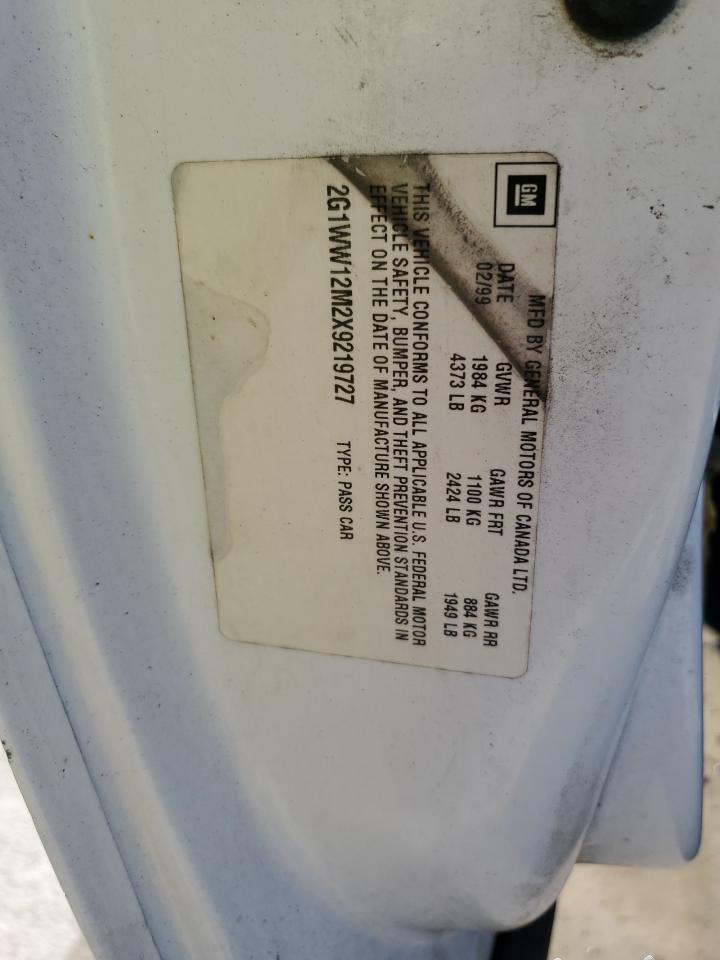 GM
MFD BY GENERAL MOTORS OF CANADA LTD.
DATE GVWR GAWR FRT GAWR RR
02/99 1984 KG 1100 KG 884 KG
4373 LB 2424 LB 1949 LB
THIS VEHICLE CONFORMS TO ALL APPLICABLE U.S. FEDERAL MOTOR
VEHICLE SAFETY, BUMPER, AND THEFT PREVENTION STANDARDS IN
EFFECT ON THE DATE OF MANUFACTURE SHOWN ABOVE.
2G1WW12M2X9219727 TYPE: PASS CAR